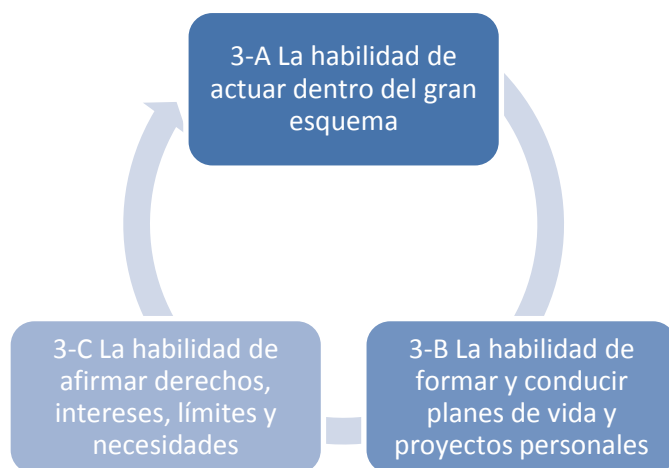 3-A La habilidad de
actuar dentro del gran
esquema
3-B La habilidad de
formar y conducir
planes de vida y
proyectos personales
3-C La habilidad de
afirmar derechos,
intereses, límites y
necesidades